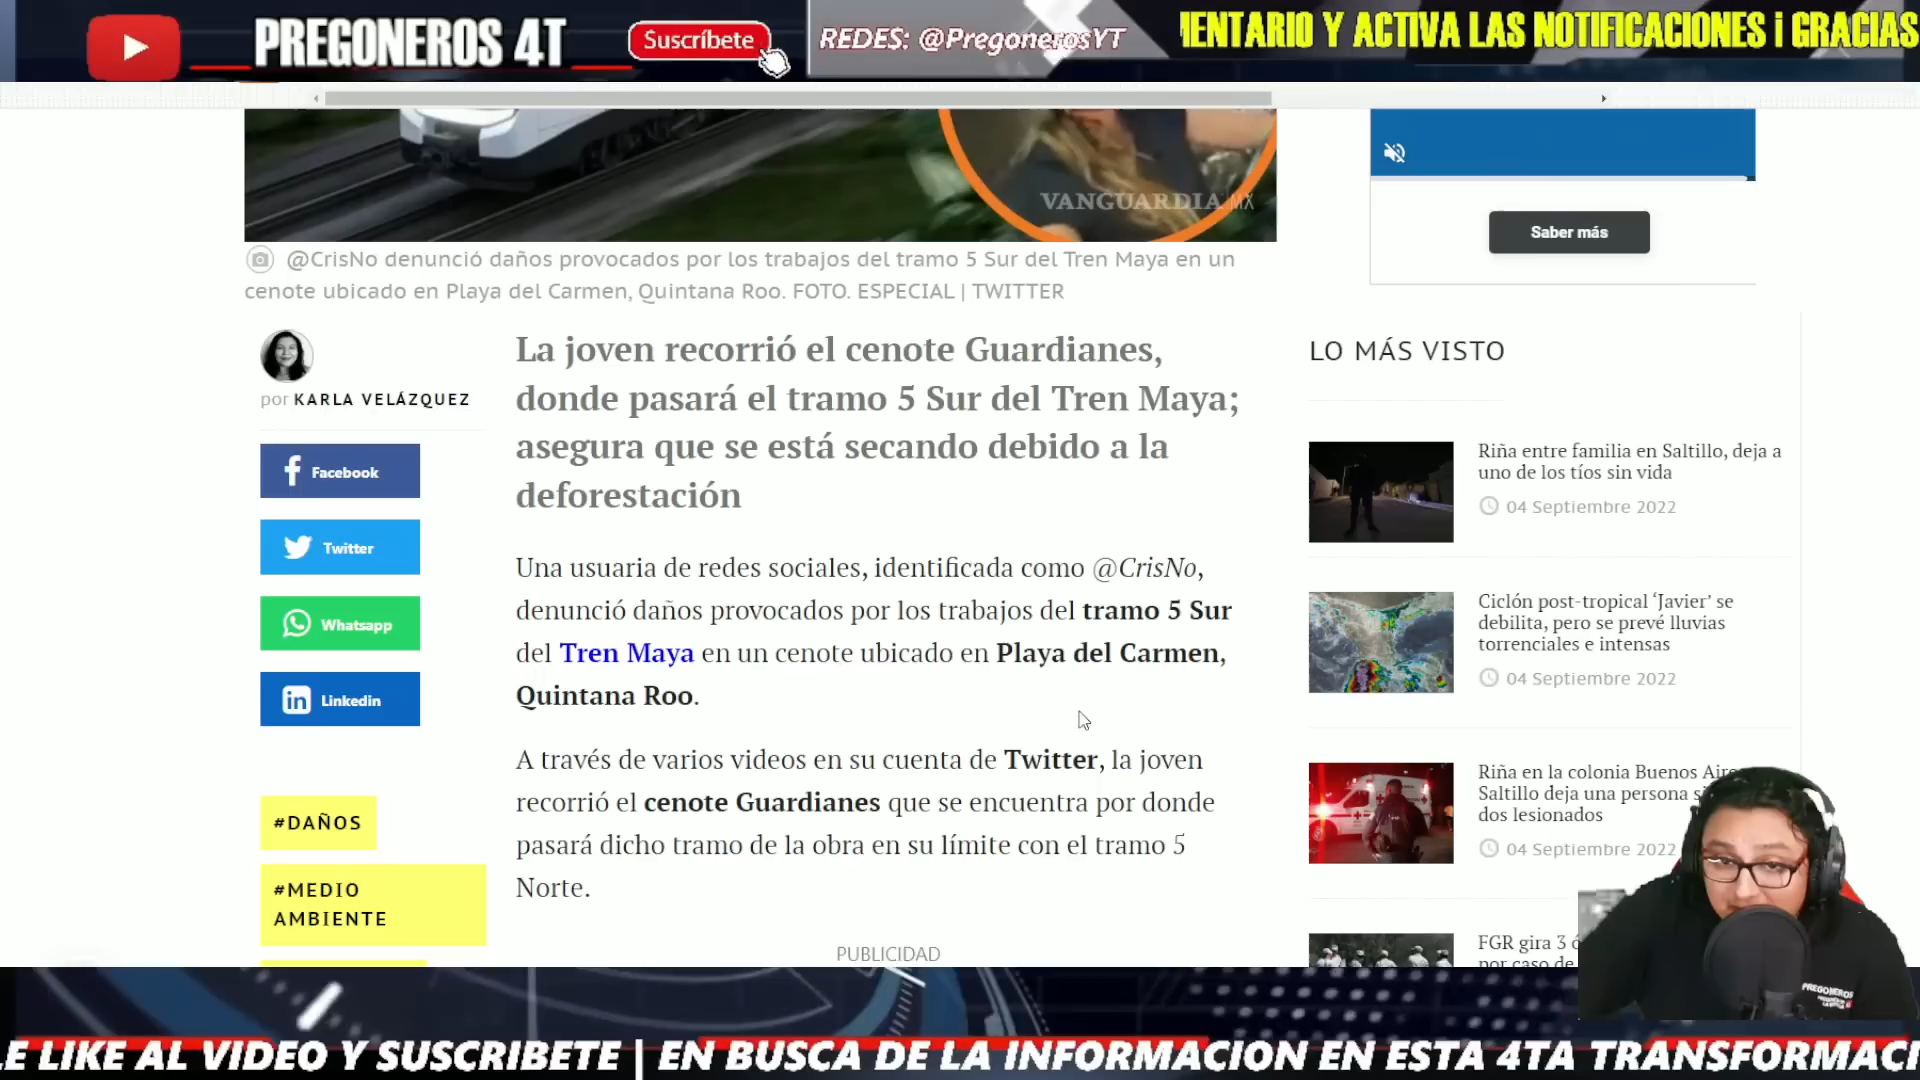 PREGONEROS 4T
Suscríbete
REDES: @PregonerosYT
MENTARIO Y ACTIVA LAS NOTIFICACIONES ¡ GRACIAS
VANGUARDIA MX
@CrisNo denunció daños provocados por los trabajos del tramo 5 Sur del Tren Maya en un
cenote ubicado en Playa del Carmen, Quintana Roo. FOTO. ESPECIAL | TWITTER
por KARLA VELÁZQUEZ
Facebook
Twitter
Whatsapp
Linkedin
#DAÑOS
#MEDIO
AMBIENTE
La joven recorrió el cenote Guardianes,
donde pasará el tramo 5 Sur del Tren Maya;
asegura que se está secando debido a la
deforestación
Una usuaria de redes sociales, identificada como @CrisNo,
denunció daños provocados por los trabajos del tramo 5 Sur
del Tren Maya en un cenote ubicado en Playa del Carmen,
Quintana Roo.
A través de varios videos en su cuenta de Twitter, la joven
recorrió el cenote Guardianes que se encuentra por donde
pasará dicho tramo de la obra en su límite con el tramo 5
Norte.
PUBLICIDAD
Saber más
LO MÁS VISTO
Riña entre familia en Saltillo, deja a
uno de los tíos sin vida
04 Septiembre 2022
Ciclón post-tropical ‘Javier’ se
debilita, pero se prevé lluvias
torrenciales e intensas
04 Septiembre 2022
Riña en la colonia Buenos Aire
Saltillo deja una persona s
dos lesionados
04 Septiembre 2022
FGR gira 3 ó
por caso de
PREGONEROS
LE LIKE AL VIDEO Y SUSCRIBETE | EN BUSCA DE LA INFORMACIÓN EN ESTA 4TA TRANSFORMACI